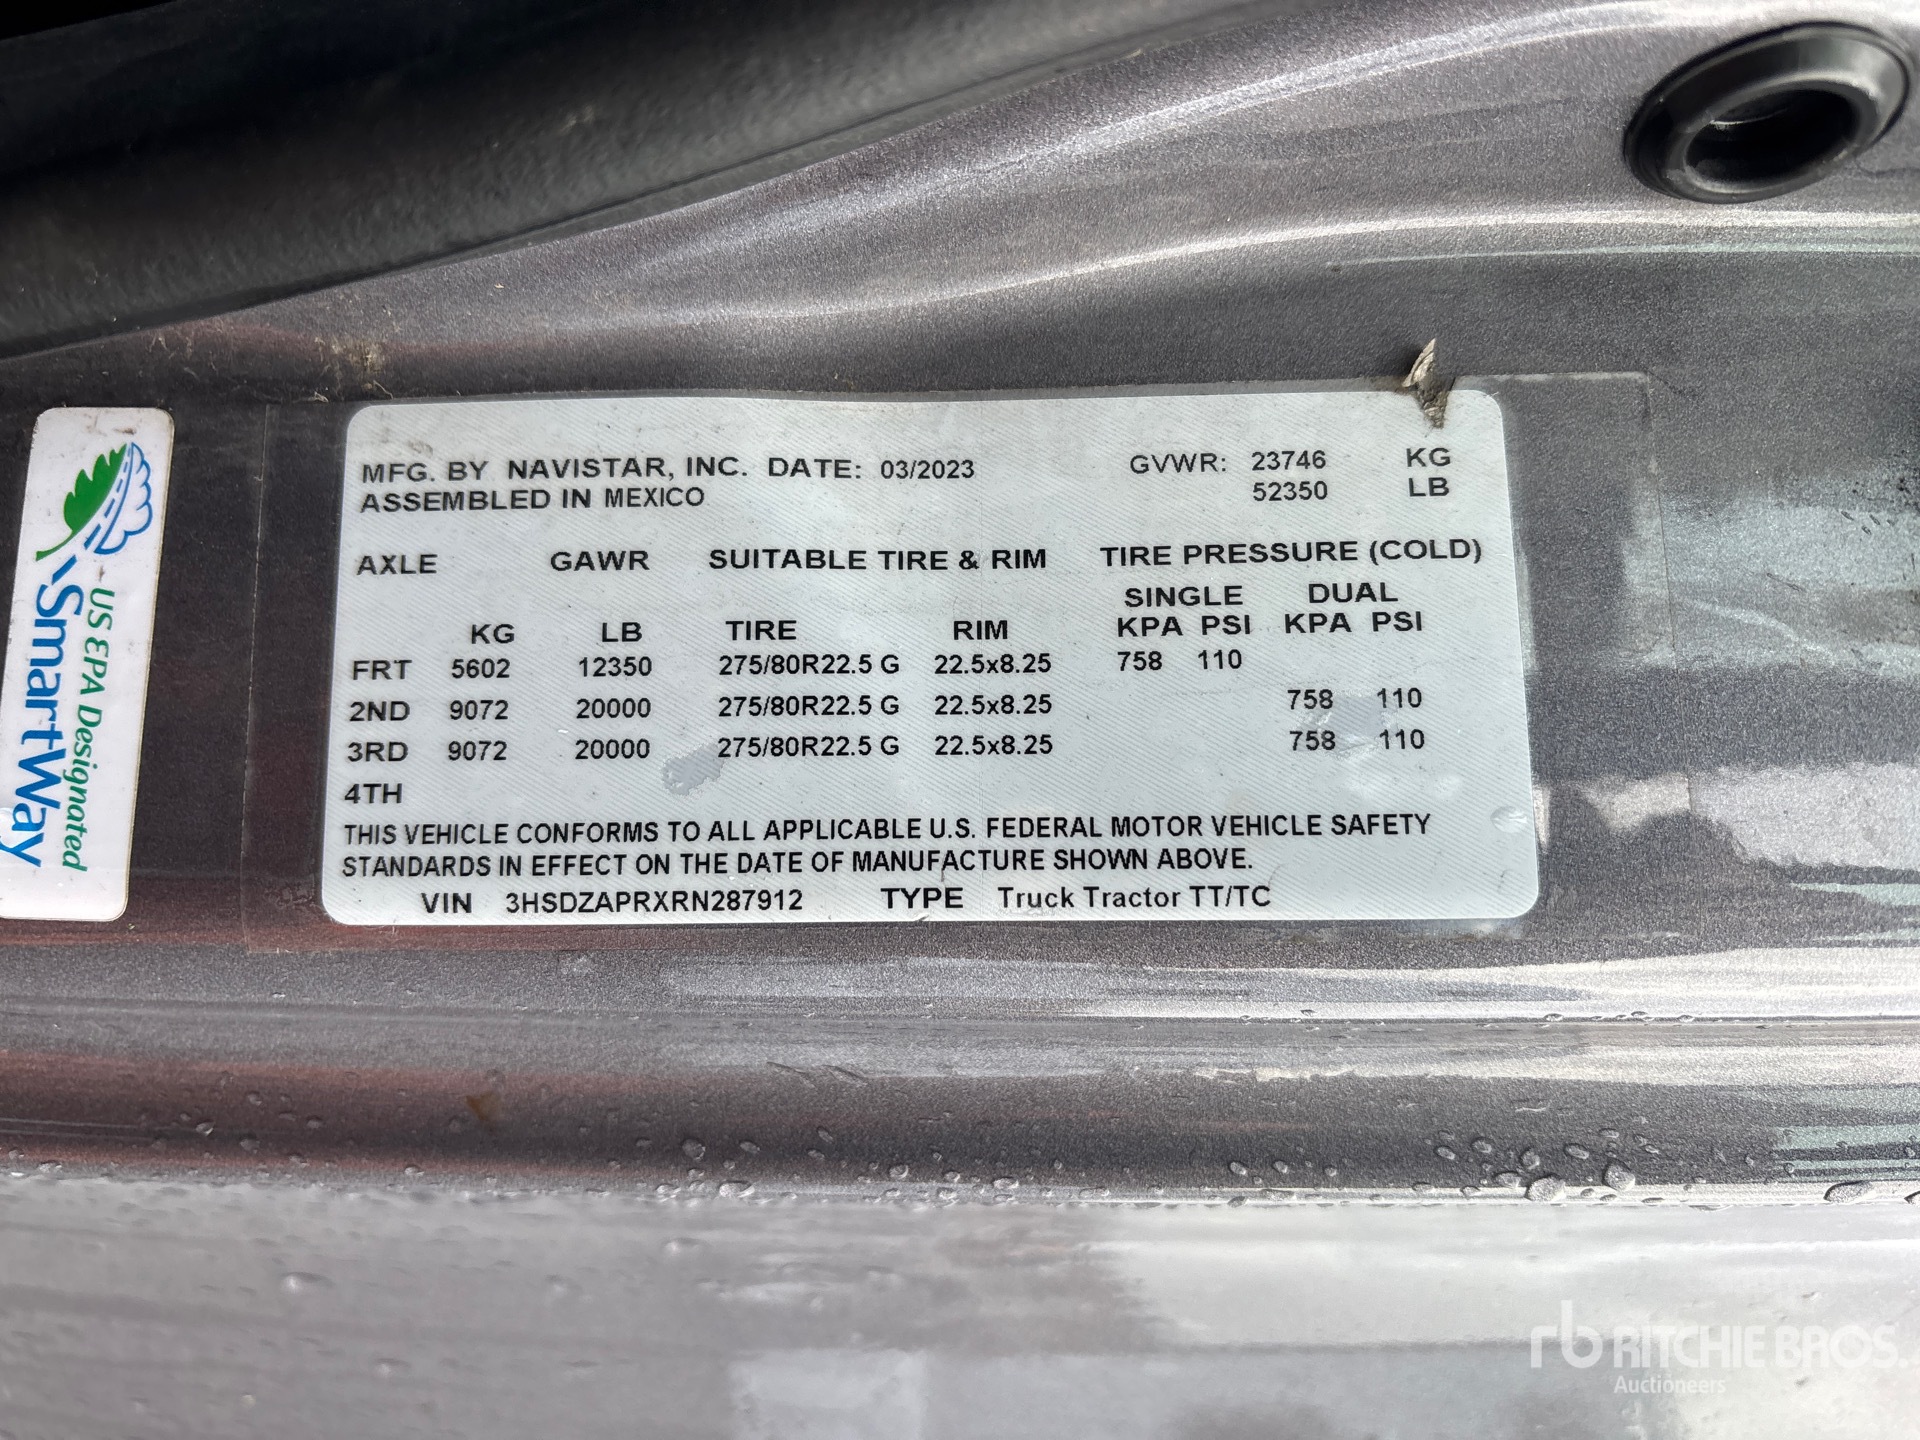 MFG. BY NAVISTAR, INC. DATE: 03/2023 GVWR: 23746 KG
ASSEMBLED IN MEXICO 52350 LB
AXLE GAWR SUITABLE TIRE & RIM TIRE PRESSURE (COLD)
SINGLE DUAL
KG LB TIRE RIM KPA PSI KPA PSI
FRT 5602 12350 275/80R22.5 G 22.5x8.25 758 110
2ND 9072 20000 275/80R22.5 G 22.5x8.25 758 110
3RD 9072 20000 275/80R22.5 G 22.5x8.25 758 110
4TH
THIS VEHICLE CONFORMS TO ALL APPLICABLE U.S. FEDERAL MOTOR VEHICLE SAFETY
STANDARDS IN EFFECT ON THE DATE OF MANUFACTURE SHOWN ABOVE.
VIN 3HSDZAPRXRN287912 TYPE Truck Tractor TT/TC
US EPA Designated
SmartWay
rb RITCHIE BROS.
Auctioneers